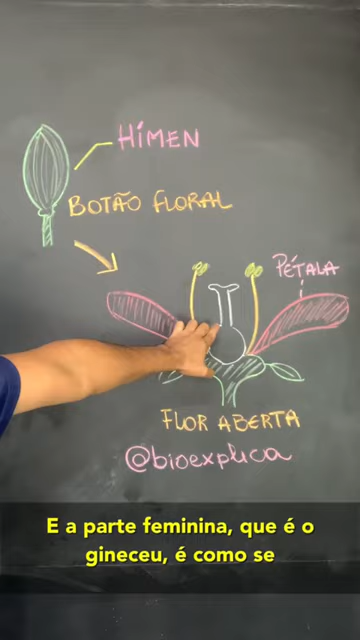 HÍMEN
BOTÃO FLORAL
PÉTALA
FLOR ABERTA
@bioexplica
E a parte feminina, que é o
gineceu, é como se